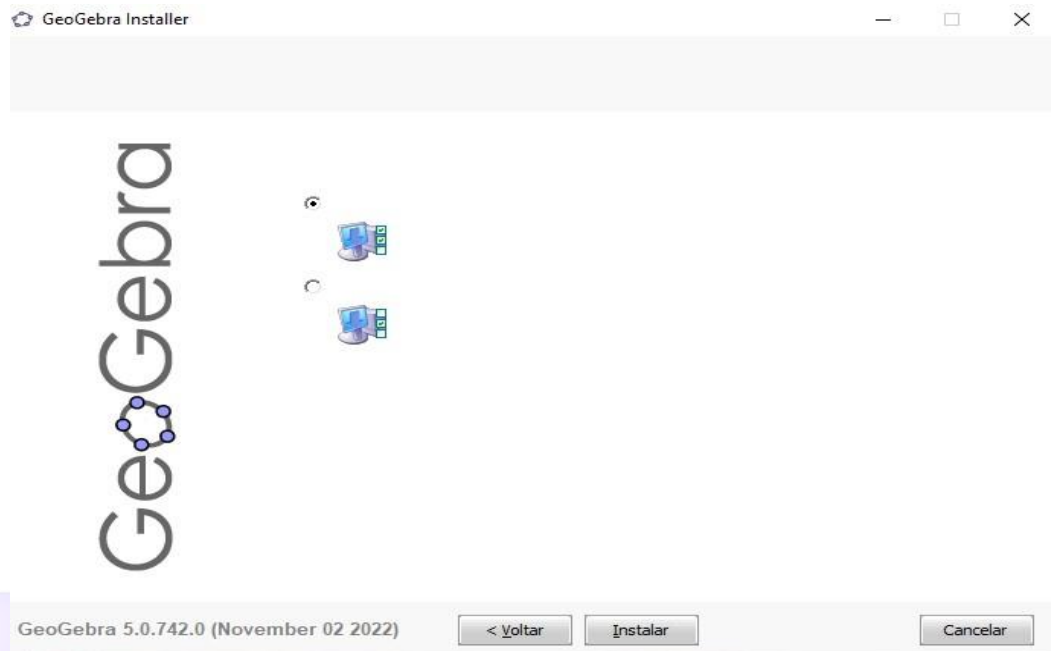 GeoGebra Installer
GeoGebra
GeoGebra 5.0.742.0 (November 02 2022)
< Voltar
Instalar
Cancelar